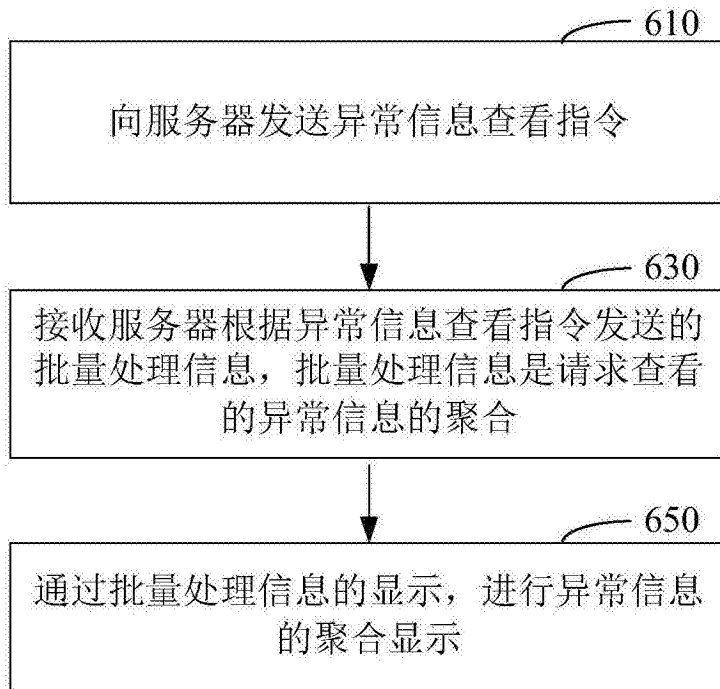 610
向服务器发送异常信息查看指令
630
接收服务器根据异常信息查看指令发送的
批量处理信息，批量处理信息是请求查看
的异常信息的聚合
650
通过批量处理信息的显示，进行异常信息
的聚合显示